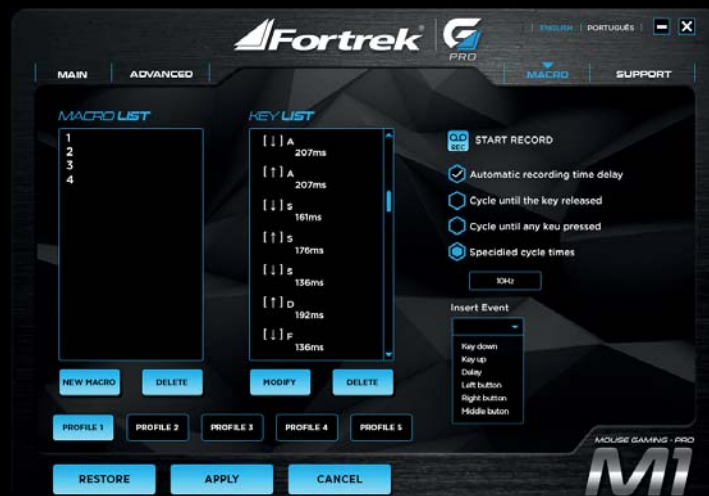 Fortrek
G
PRO
ENGLISH
PORTUGUÊS
MAIN
ADVANCED
MACRO
SUPPORT
MACRO LIST
1
2
3
4
KEY LIST
[↓] A
207ms
[↑] A
207ms
[↓] S
161ms
[↑] S
176ms
[↓] S
136ms
[↑] D
192ms
[↓] F
136ms
REC
START RECORD
Automatic recording time delay
Cycle until the key released
Cycle until any keu pressed
Specidied cycle times
10Hz
Insert Event
Key down
Key up
Delay
Left button
Right button
Middle buton
NEW MACRO
DELETE
MODIFY
DELETE
PROFILE 1
PROFILE 2
PROFILE 3
PROFILE 4
PROFILE 5
MOUSE GAMING - PRO
M1
RESTORE
APPLY
CANCEL